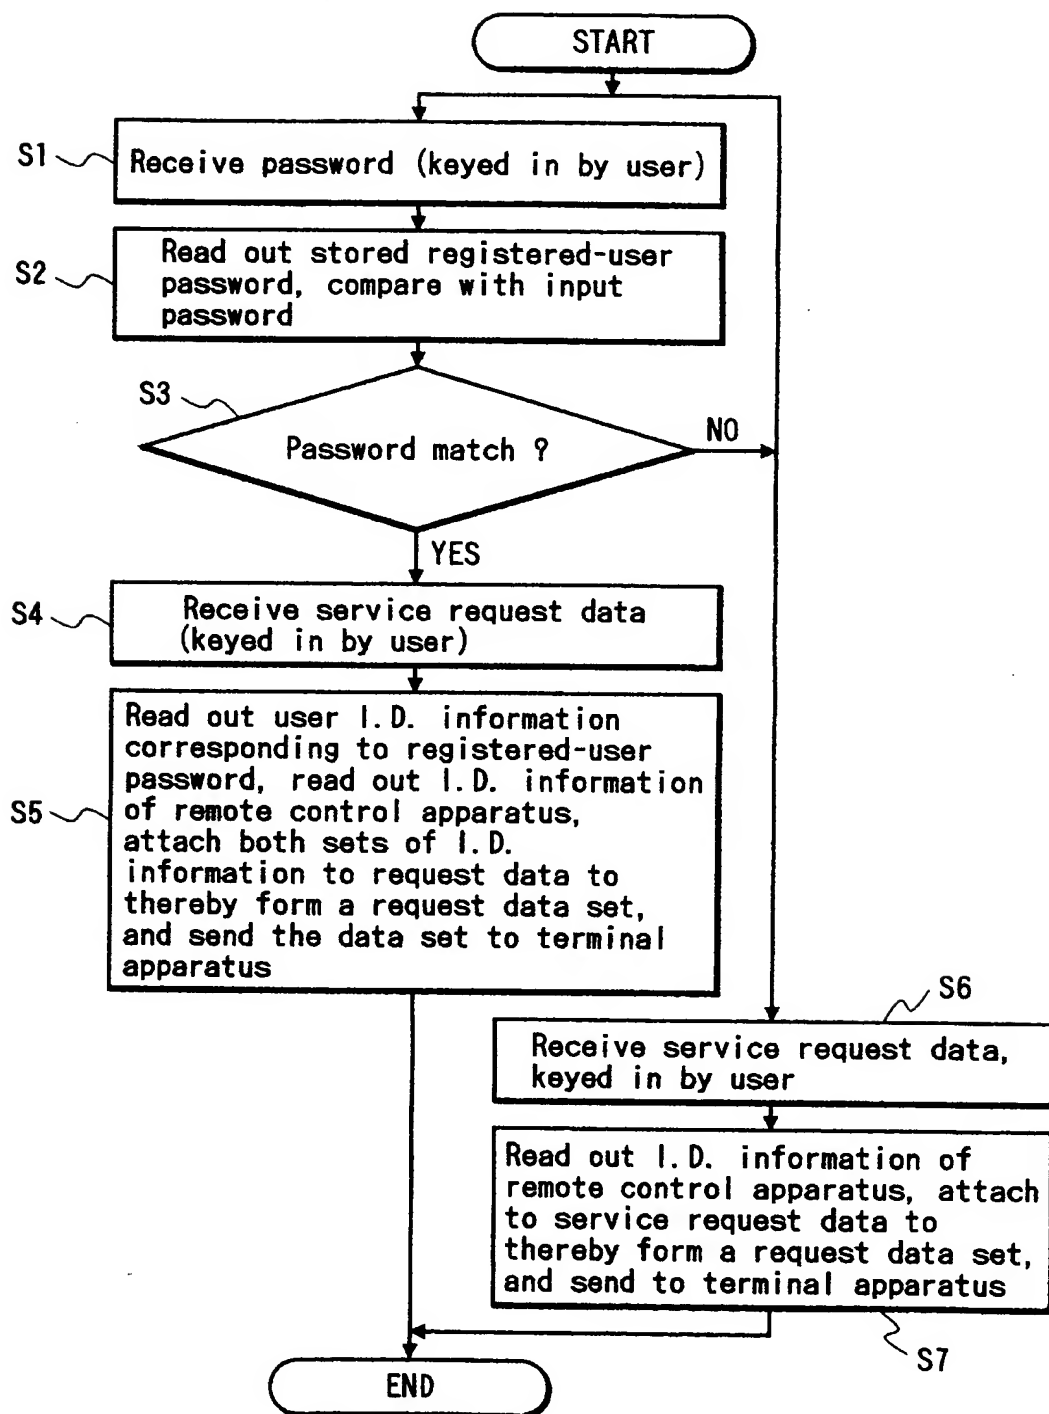 START
S1
Receive password (keyed in by user)
S2
Read out stored registered-user
password, compare with input
password
S3
Password match ?
NO
YES
S4
Receive service request data
(keyed in by user)
S5
Read out user I.D. information
corresponding to registered-user
password, read out I.D. information
of remote control apparatus,
attach both sets of I.D.
information to request data to
thereby form a request data set,
and send the data set to terminal
apparatus
S6
Receive service request data,
keyed in by user
Read out I.D. information of
remote control apparatus, attach
to service request data to
thereby form a request data set,
and send to terminal apparatus
S7
END